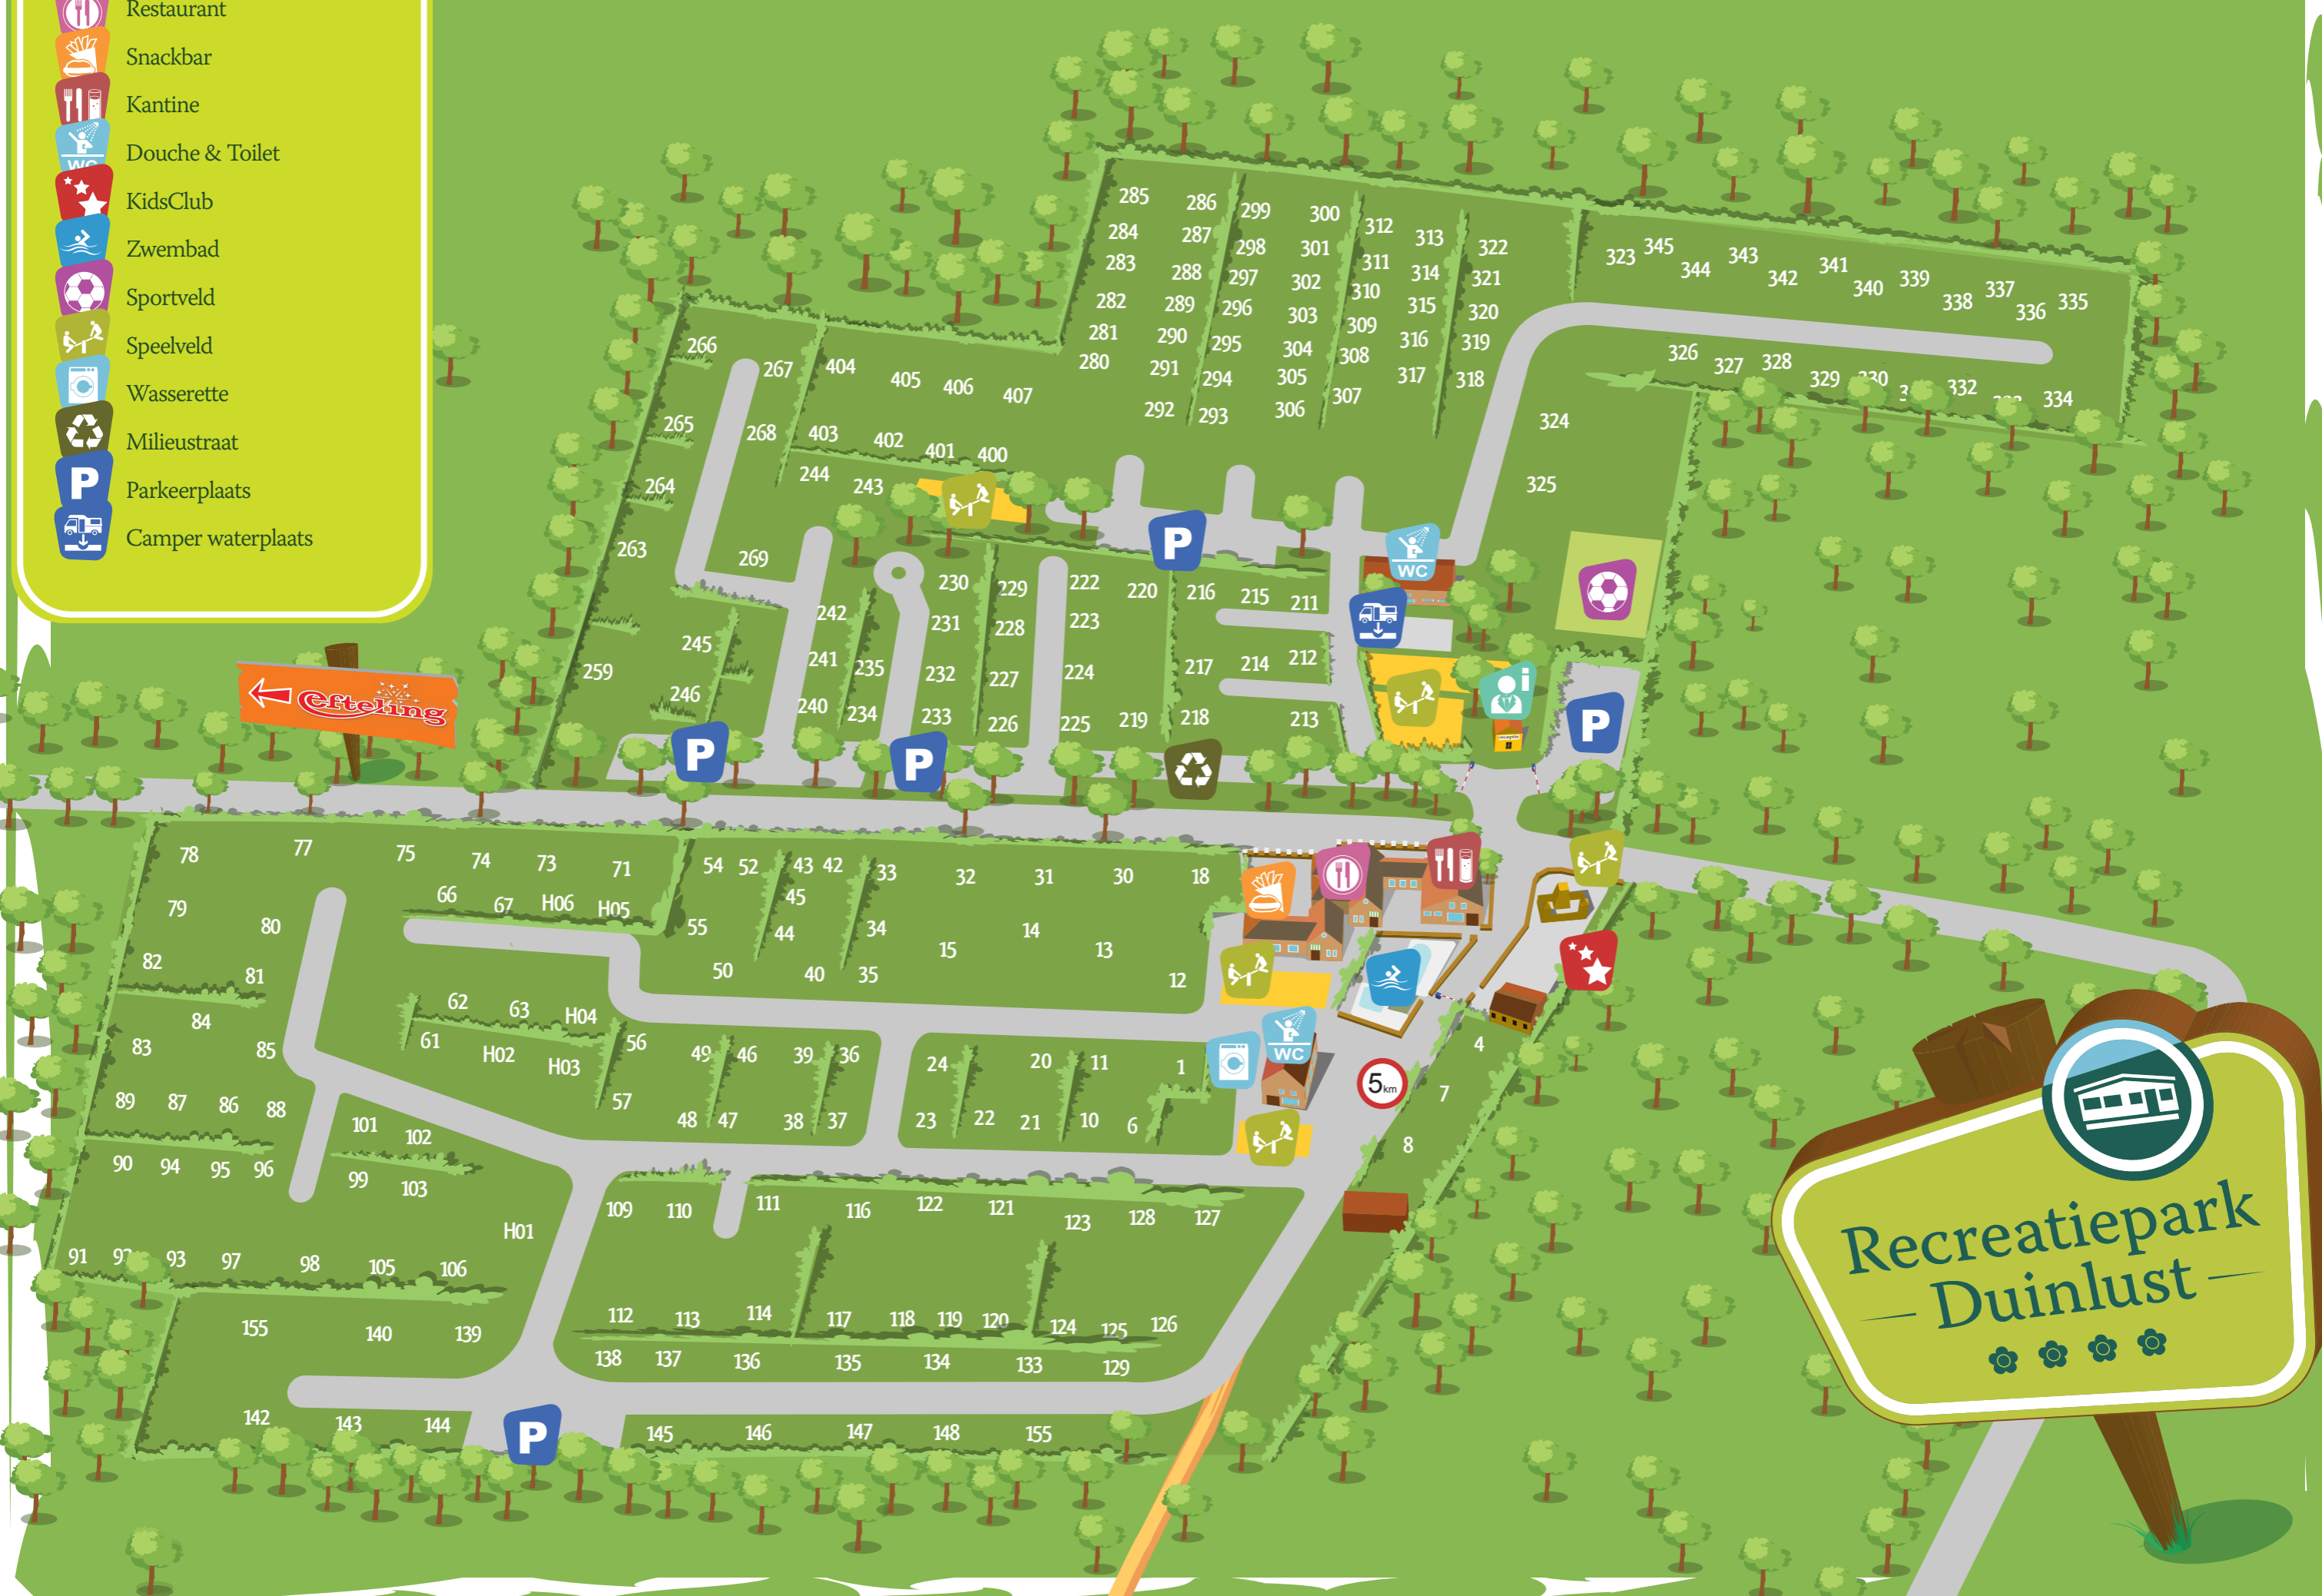 Restaurant
Snackbar
Kantine
WC
Douche & Toilet
KidsClub
Zwembad
Sportveld
Speelveld
Wasserette
Milieustraat
P
Parkeerplaats
Camper waterplaats
285 286 299 300 312 313 322
284 287 298 301 311 314 321
283 288 297 302 310 315 320
282 289 296 303 309 316 319
281 290 295 304 308 317 318
280 291 294 305 307
292 293 306
323 345 344 343 342 341 340 339 338 337 336 335
326 327 328 329 332 334
324
325
266 267 404 405 406 407
265 268 403 402 401 400
264 244 243
263 269
P
WC
230 229 222 220 216 215 211
242 231 228 223
245 241 235 232 227 224 217 214 212
259 246 240 234 233 226 225 219 218 213
i
receptie
P
P
P
Efteling
78 77 75 74 73 71 54 52 43 42 33 32 31 30 18
79 80 66 67 H06 H05 55 45 44 34 15 14 13
82 81 50 40 35 12
84 62 63 H04
83 85 61 H02 H03 56 49 46 39 36 24 20 11 1
WC
5km
4
7
8
89 87 86 88 57 48 47 38 37 23 22 21 10 6
101 102
90 94 95 96 99 103
H01 109 110 111 116 122 121 123 128 127
91 93 97 98 105 106
155 140 139 112 113 114 117 118 119 120 124 125 126
138 137 136 135 134 133 129
142 143 144 145 146 147 148 155
P
Recreatiepark
Duinlust